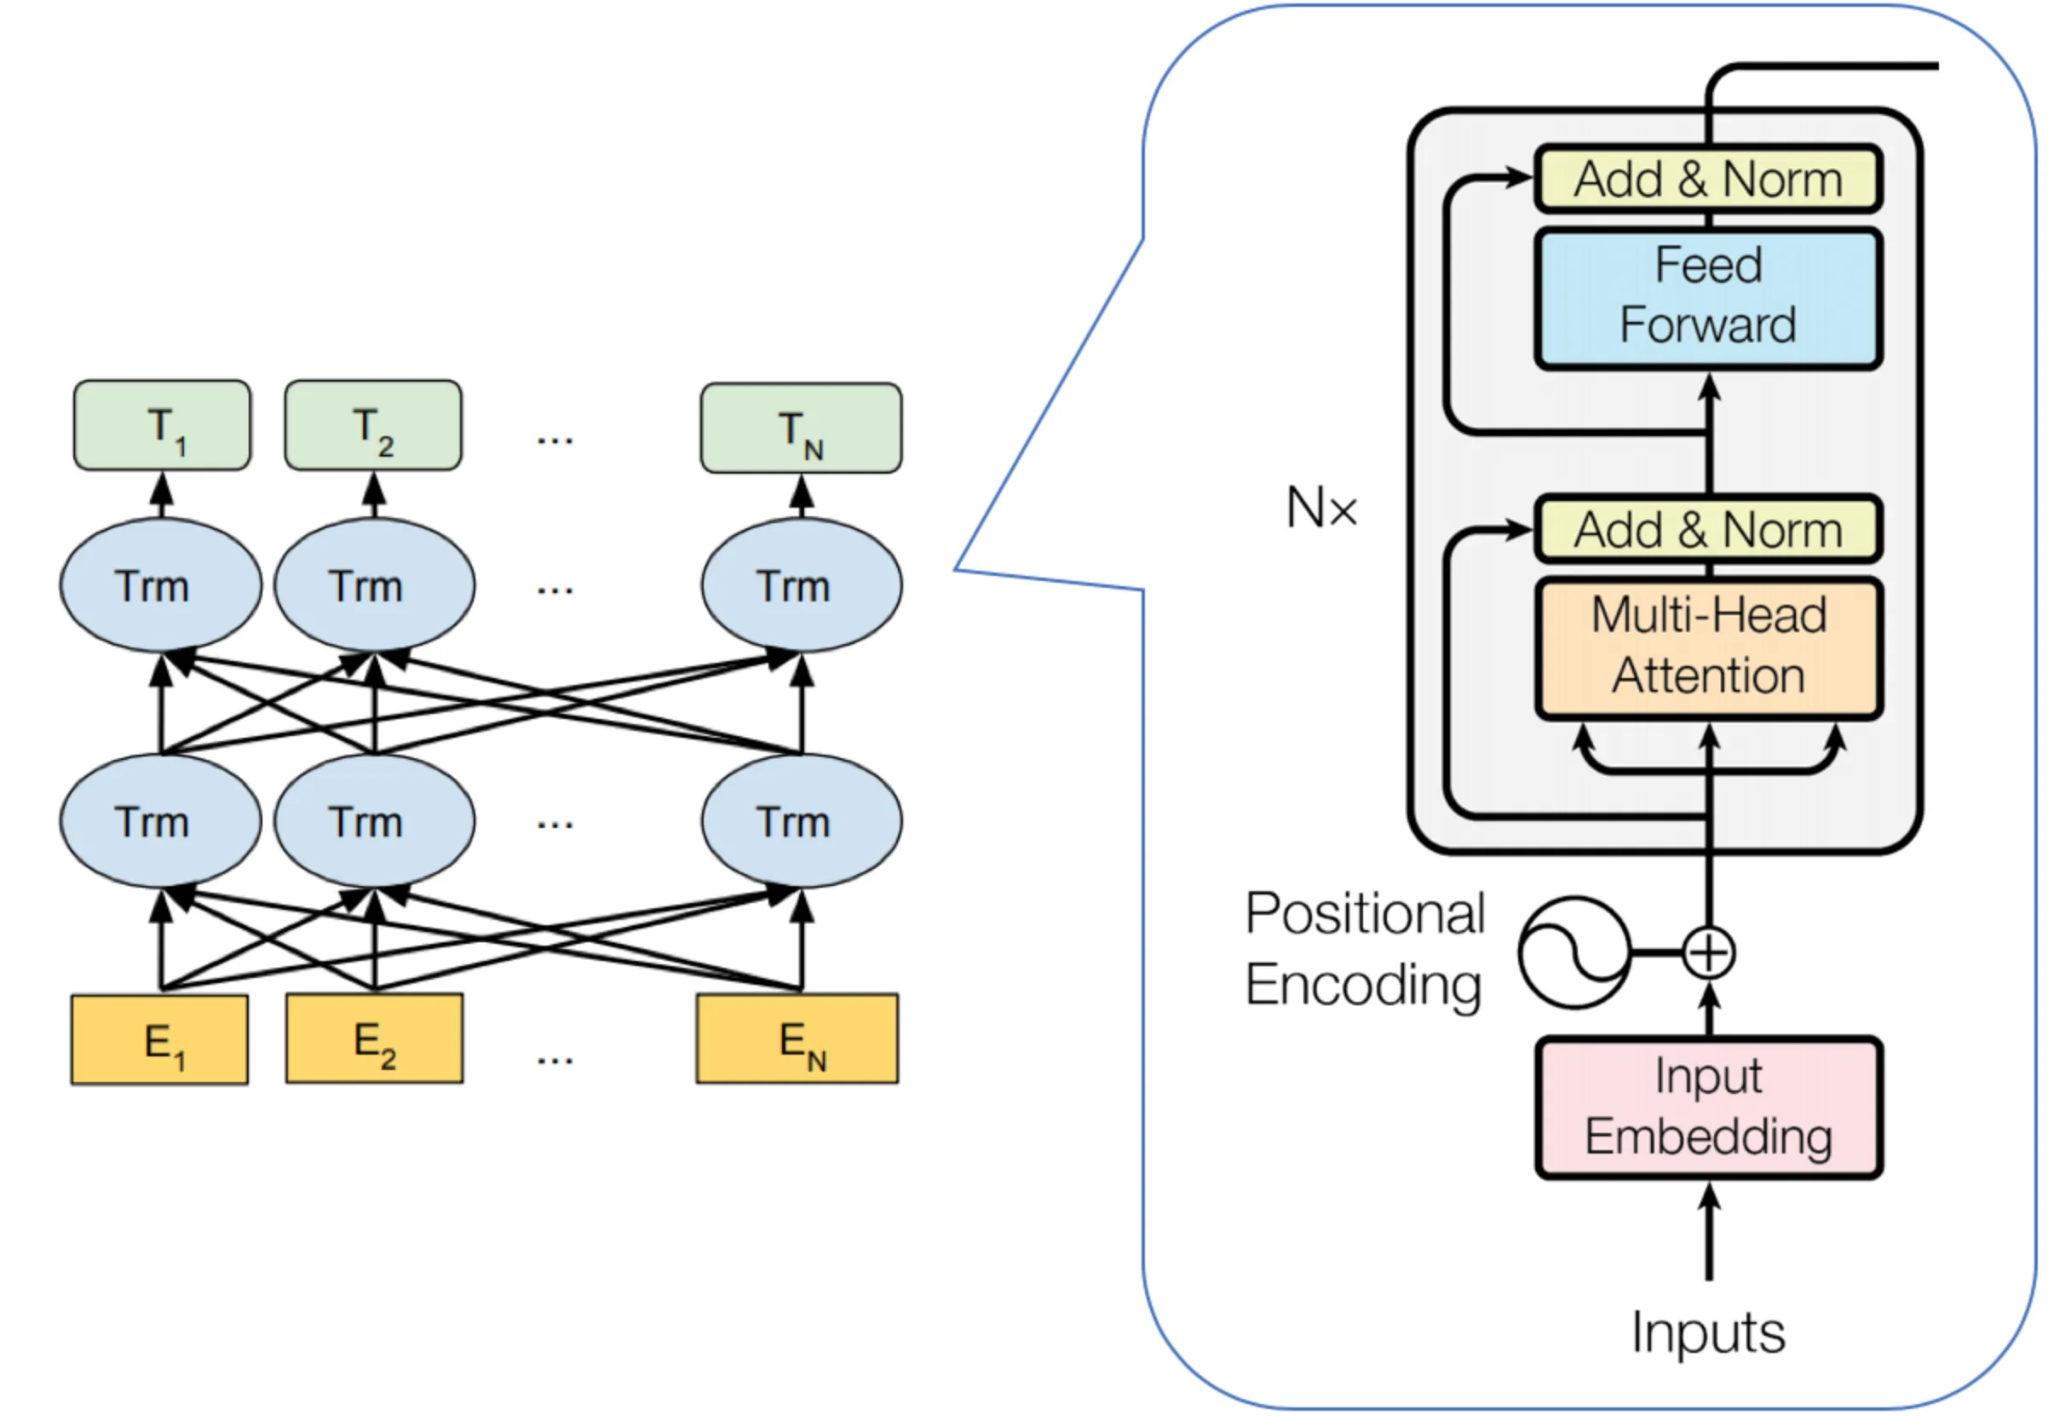 T1 T2 ... TN
Trm Trm ... Trm
Trm Trm ... Trm
E1 E2 ... EN
Add & Norm
Feed
Forward
Nx
Add & Norm
Multi-Head
Attention
Positional
Encoding
Input
Embedding
Inputs